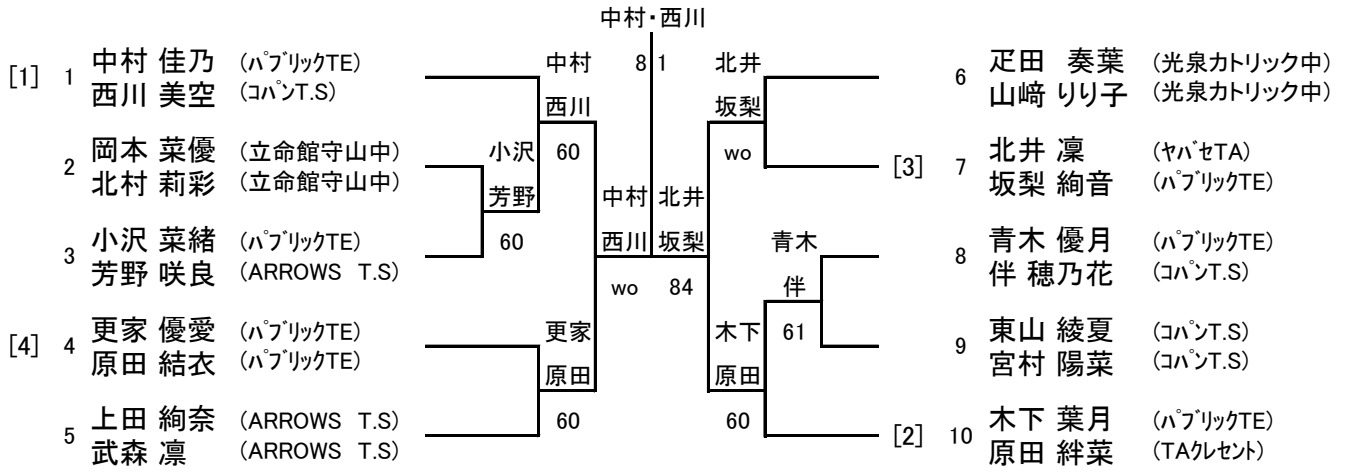 中村・西川
[1] 1 中村 佳乃 (パブリックTE)
西川 美空 (コパンT.S)
2 岡本 菜優 (立命館守山中)
北村 莉彩 (立命館守山中)
3 小沢 菜緒 (パブリックTE)
芳野 咲良 (ARROWS T.S)
[4] 4 更家 優愛 (パブリックTE)
原田 結衣 (パブリックTE)
5 上田 絢奈 (ARROWS T.S)
武森 凛 (ARROWS T.S)
小沢
芳野
60
中村
西川
60
更家
原田
60
中村
西川
wo
8 1
北井
坂梨
84
北井
坂梨
wo
木下
原田
60
青木
伴
61
6 疋田 奏葉 (光泉カトリック中)
山﨑 りり子 (光泉カトリック中)
[3] 7 北井 凜 (ヤバセTA)
坂梨 絢音 (パブリックTE)
8 青木 優月 (パブリックTE)
伴 穂乃花 (コパンT.S)
9 東山 綾夏 (コパンT.S)
宮村 陽菜 (コパンT.S)
[2] 10 木下 葉月 (パブリックTE)
原田 絆菜 (TAクレセント)